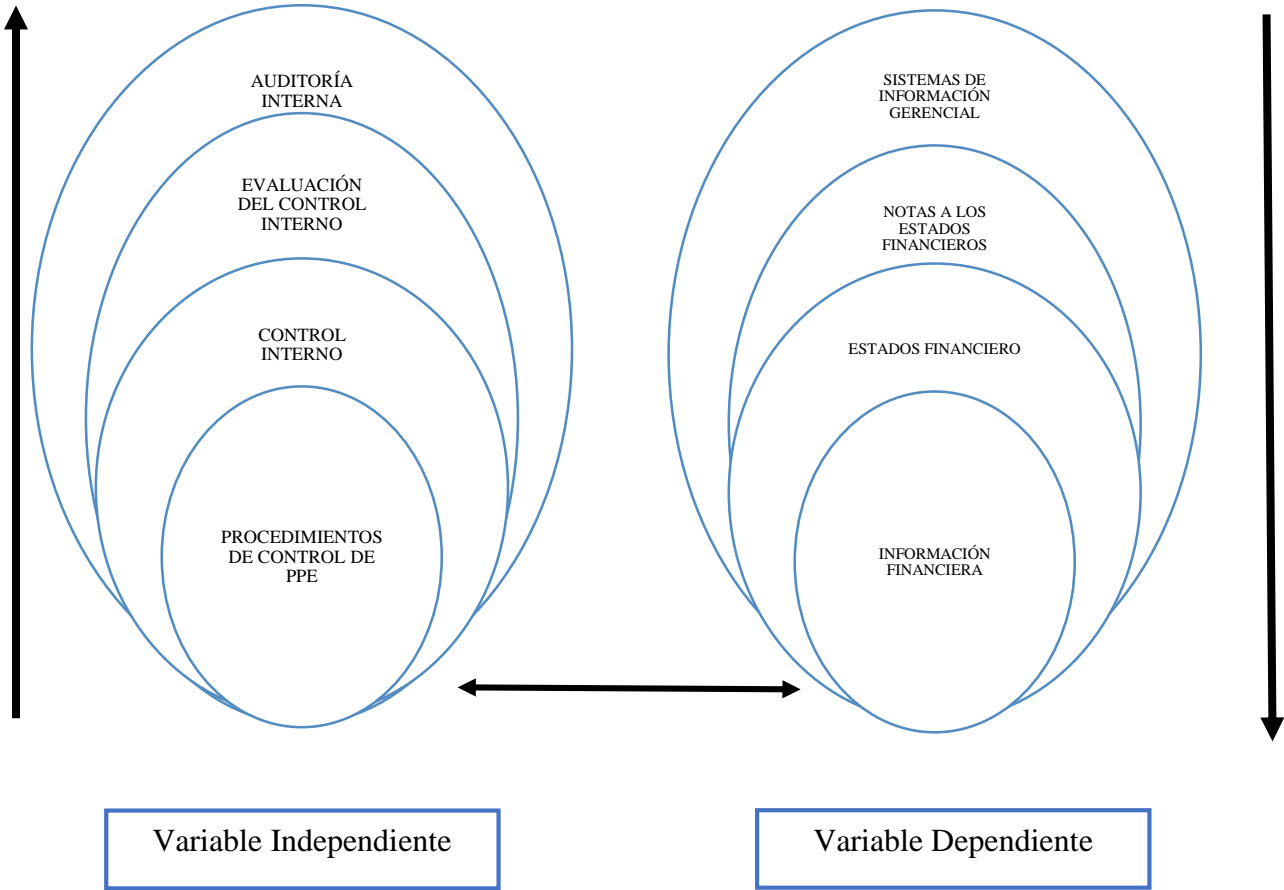 AUDITORÍA
INTERNA
EVALUACIÓN
DEL CONTROL
INTERNO
CONTROL
INTERNO
PROCEDIMIENTOS
DE CONTROL DE
PPE
SISTEMAS DE
INFORMACIÓN
GERENCIAL
NOTAS A LOS
ESTADOS
FINANCIEROS
ESTADOS FINANCIERO
INFORMACIÓN
FINANCIERA
Variable Independiente
Variable Dependiente